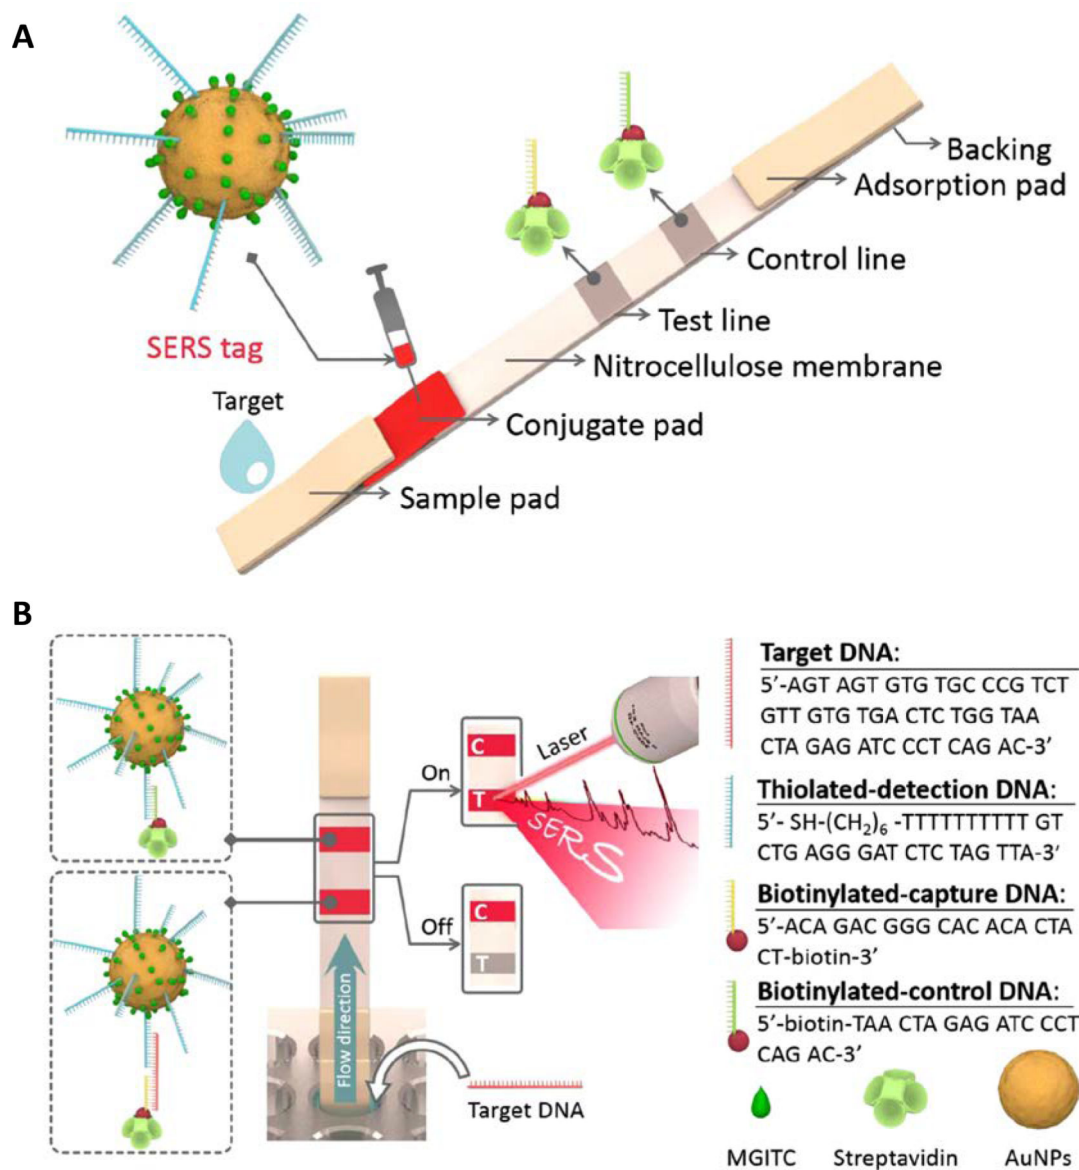 A
Backing
Adsorption pad
Control line
Test line
Nitrocellulose membrane
Conjugate pad
Sample pad
SERS tag
Target
B
C
T
On
Laser
SERS
Off
C
T
Flow direction
Target DNA
Target DNA:
5’-AGT AGT GTG TGC CCG TCT
GTT GTG TGA CTC TGG TAA
CTA GAG ATC CCT CAG AC-3’
Thiolated-detection DNA:
5’- SH-(CH2)6 -TTTTTTTTTT GT
CTG AGG GAT CTC TAG TTA-3’
Biotinylated-capture DNA:
5’-ACA GAC GGG CAC ACA CTA
CT-biotin-3’
Biotinylated-control DNA:
5’-biotin-TAA CTA GAG ATC CCT
CAG AC-3’
MGITC
Streptavidin
AuNPs